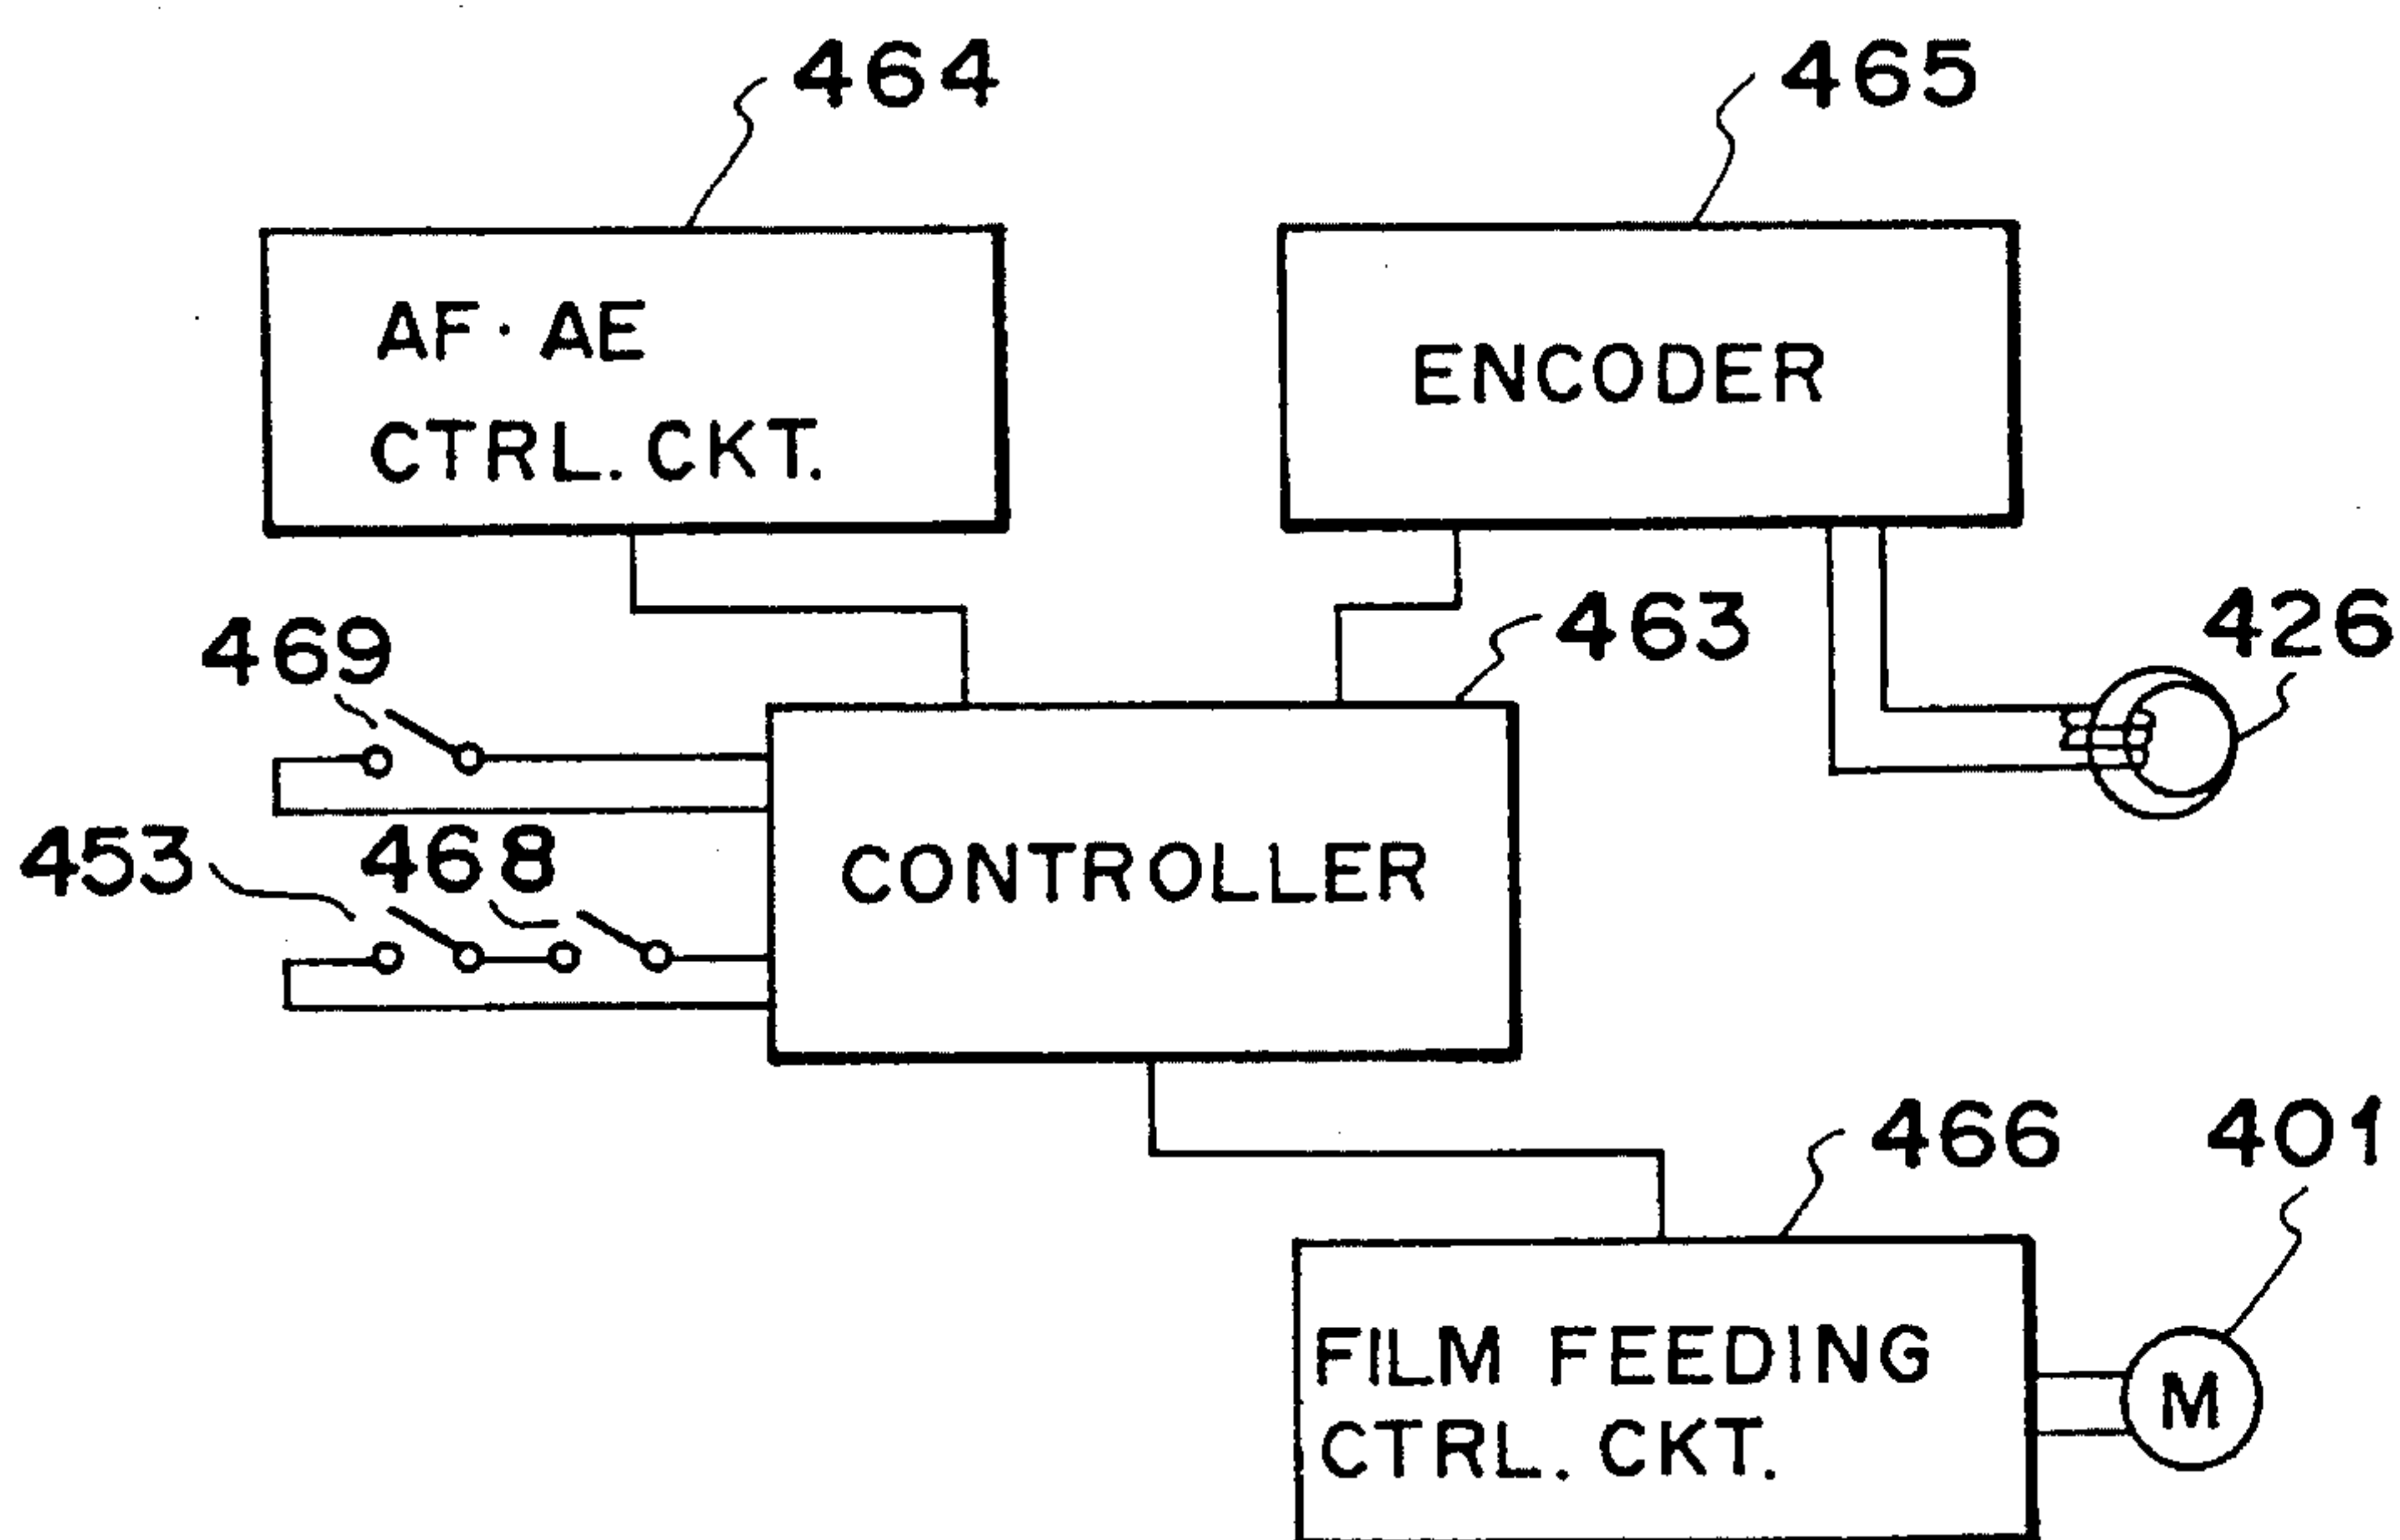 464
465
AF·AE
CTRL.CKT.
ENCODER
469
463
426
453
468
CONTROLLER
466
401
FILM FEEDING
CTRL. CKT.
M